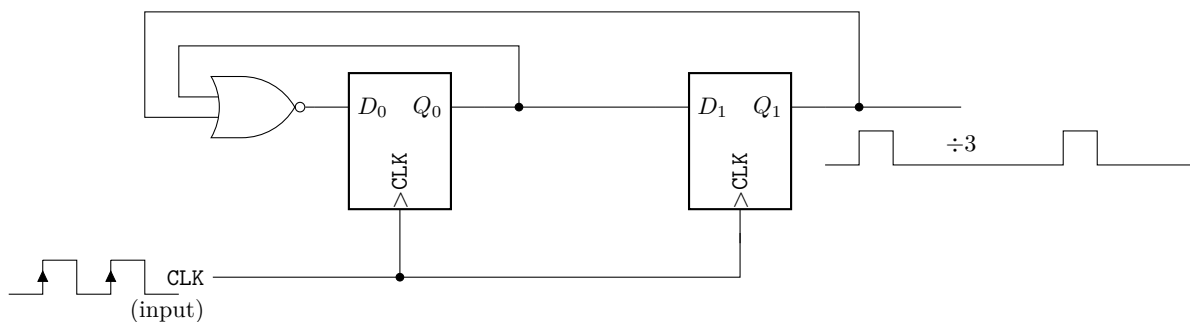 D₀ Q₀
CLK
D₁ Q₁
CLK
÷3
CLK
(input)